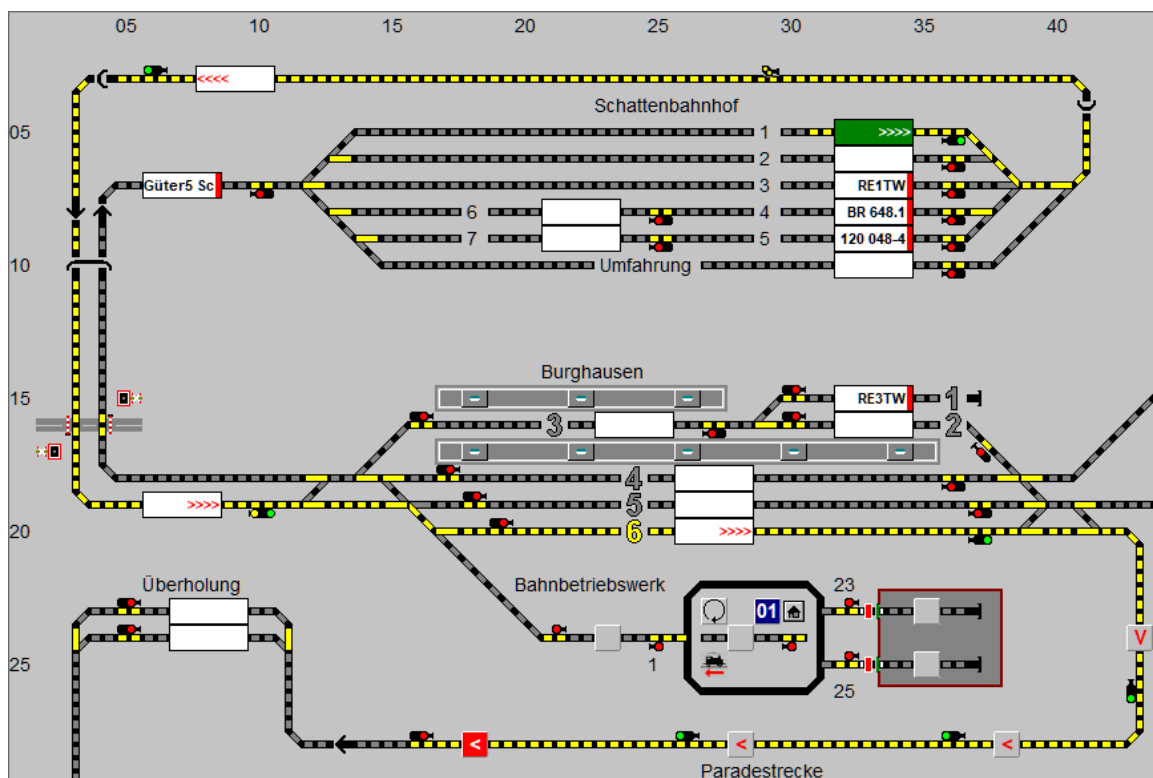 05 10 15 20 25 30 35 40
<<<<
Schattenbahnhof
05 1 >>>>
2
Güter5 Sc 3 RE1TW
6 4 BR 648.1
7 5 120 048-4
10 Umfahrung
Burghausen
15 RE3TW 1
3 2
4
>>>> 5
20 6 >>>>
Überholung Bahnbetriebswerk 23
01
25 1 V
25
< < <
Paradestrecke